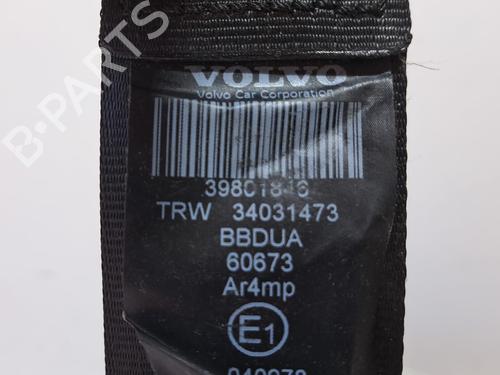 VOLVO
Volvo Car Corporation
TRW 34031473
BBDUA
60673
Ar4mp
E1
B-PARTS